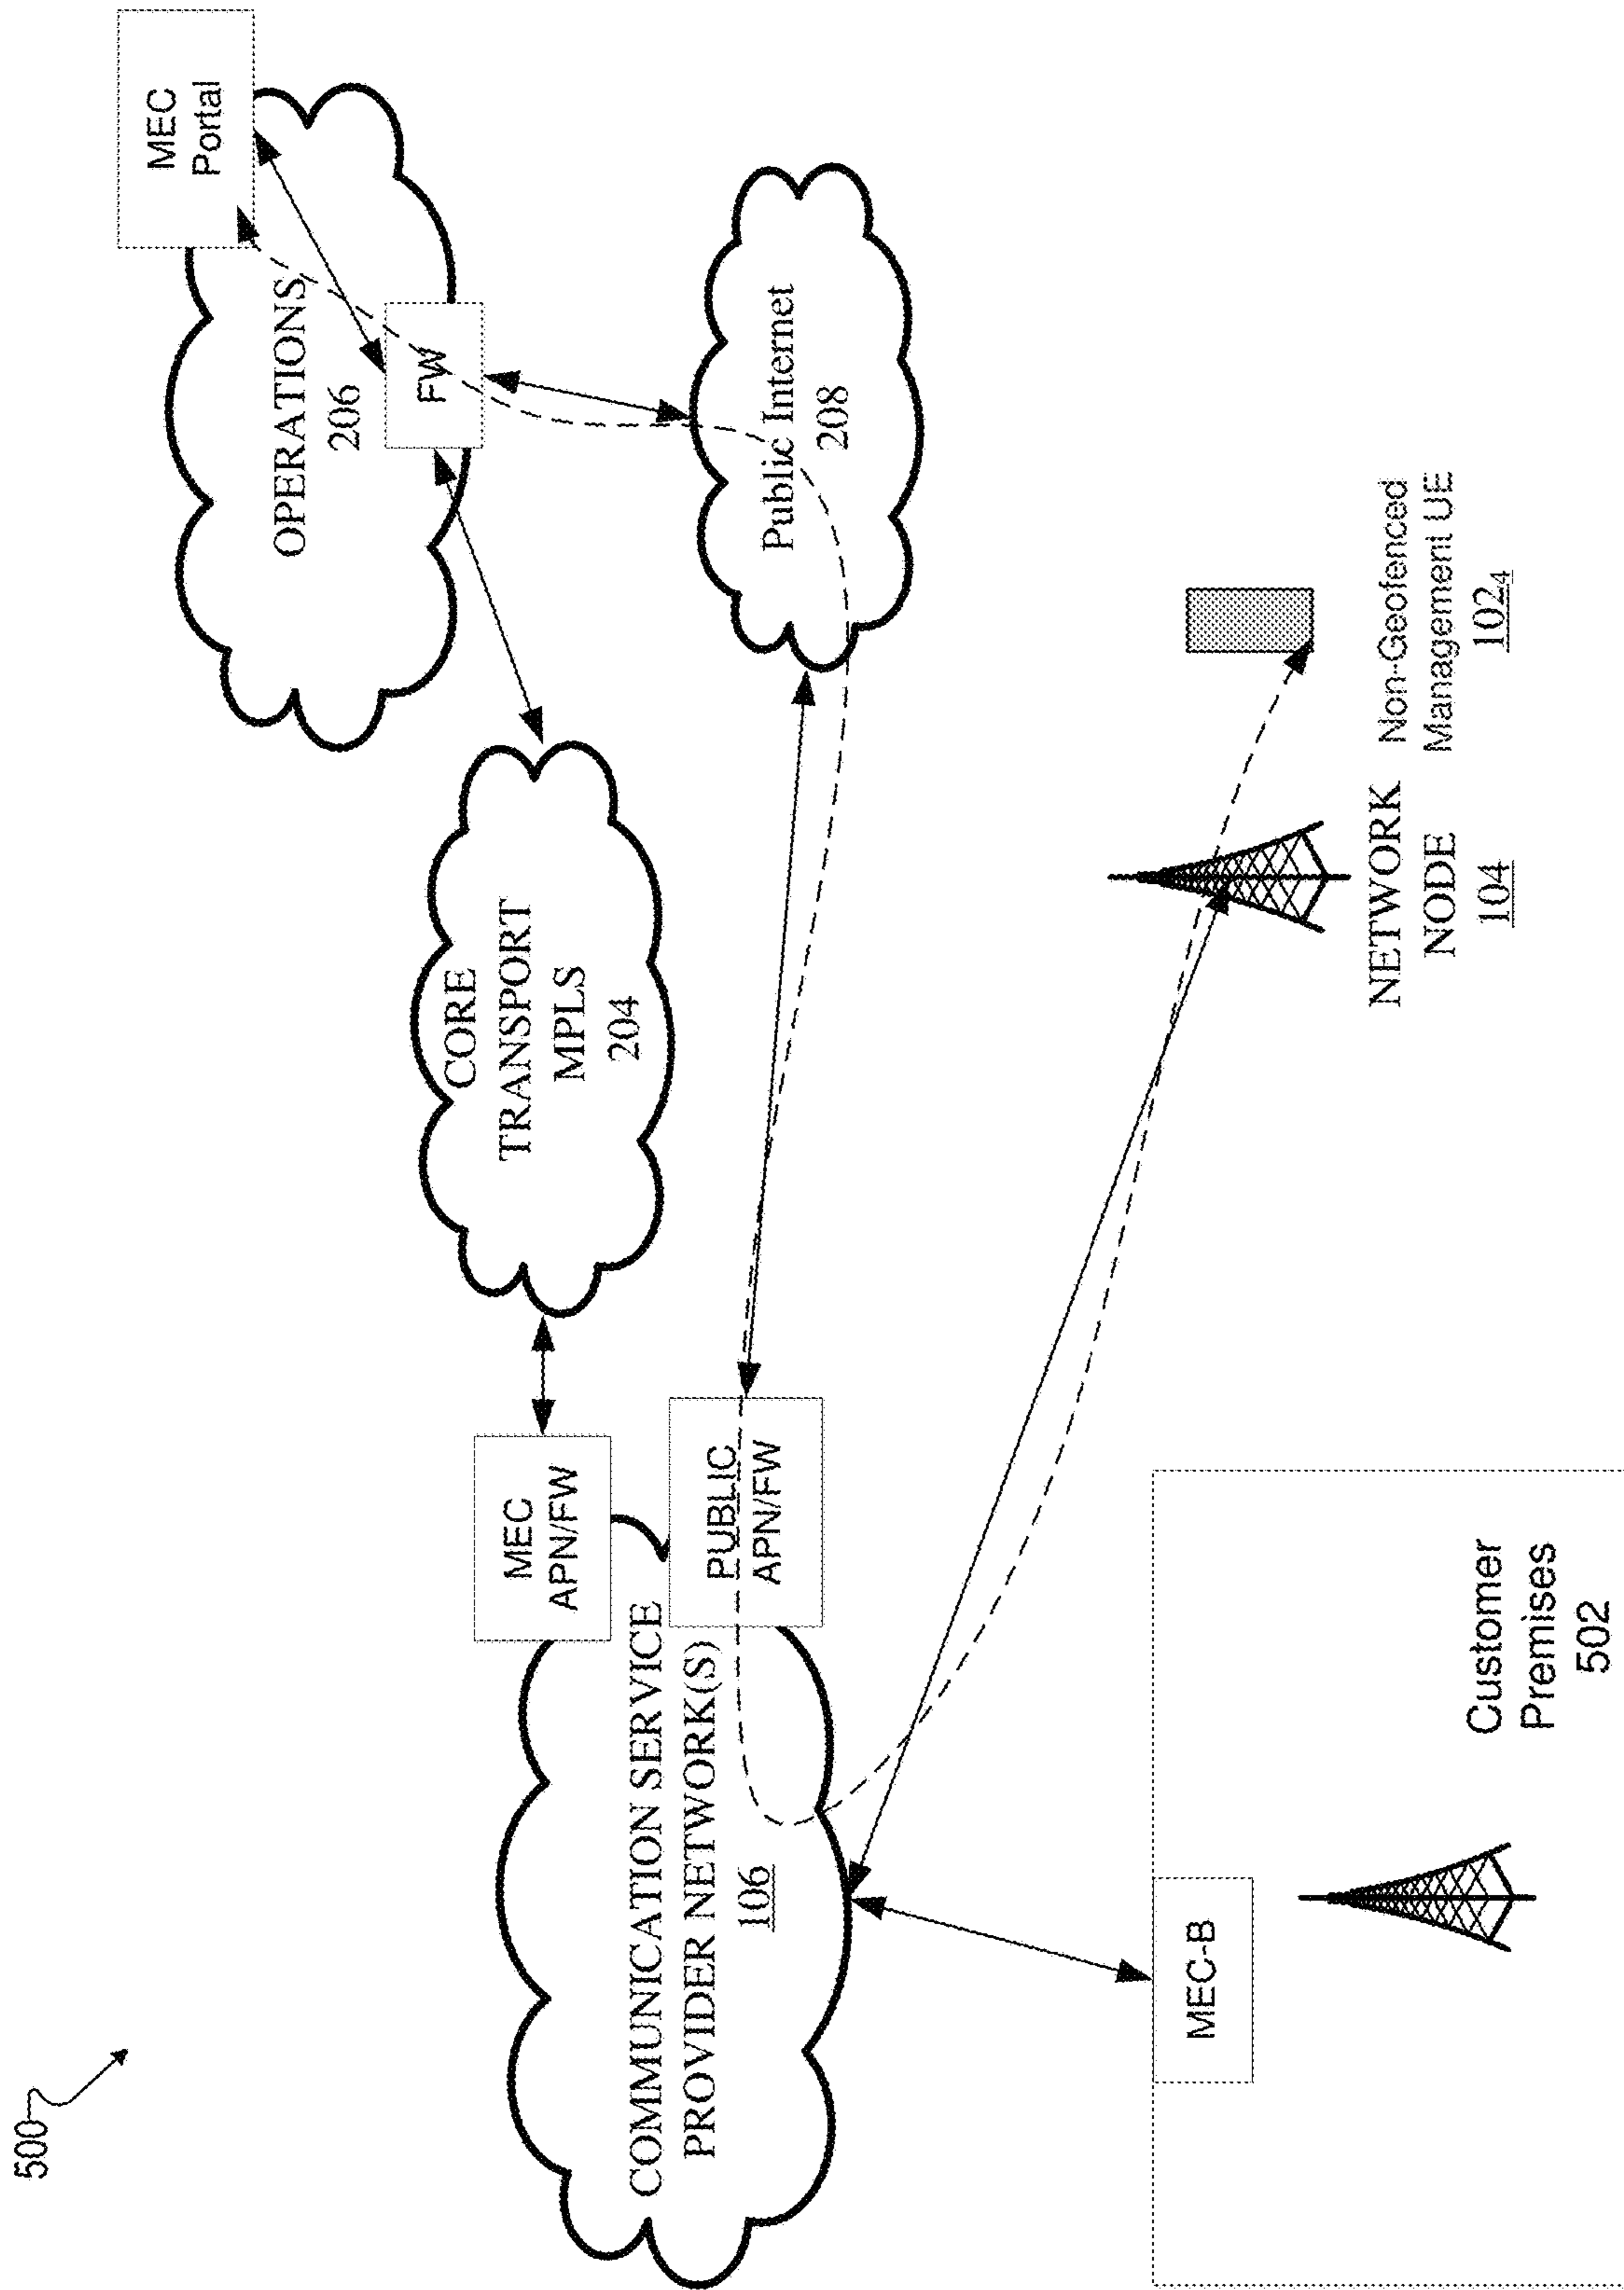 500
MEC
Portal
OPERATIONS
206
FW
CORE
TRANSPORT
MPLS
204
MEC
APN/FW
PUBLIC
APN/FW
COMMUNICATION SERVICE
PROVIDER NETWORK(S)
106
Public Internet
208
MEC-B
Customer
Premises
502
NETWORK
NODE
104
Non-Geofenced
Management UE
102₄